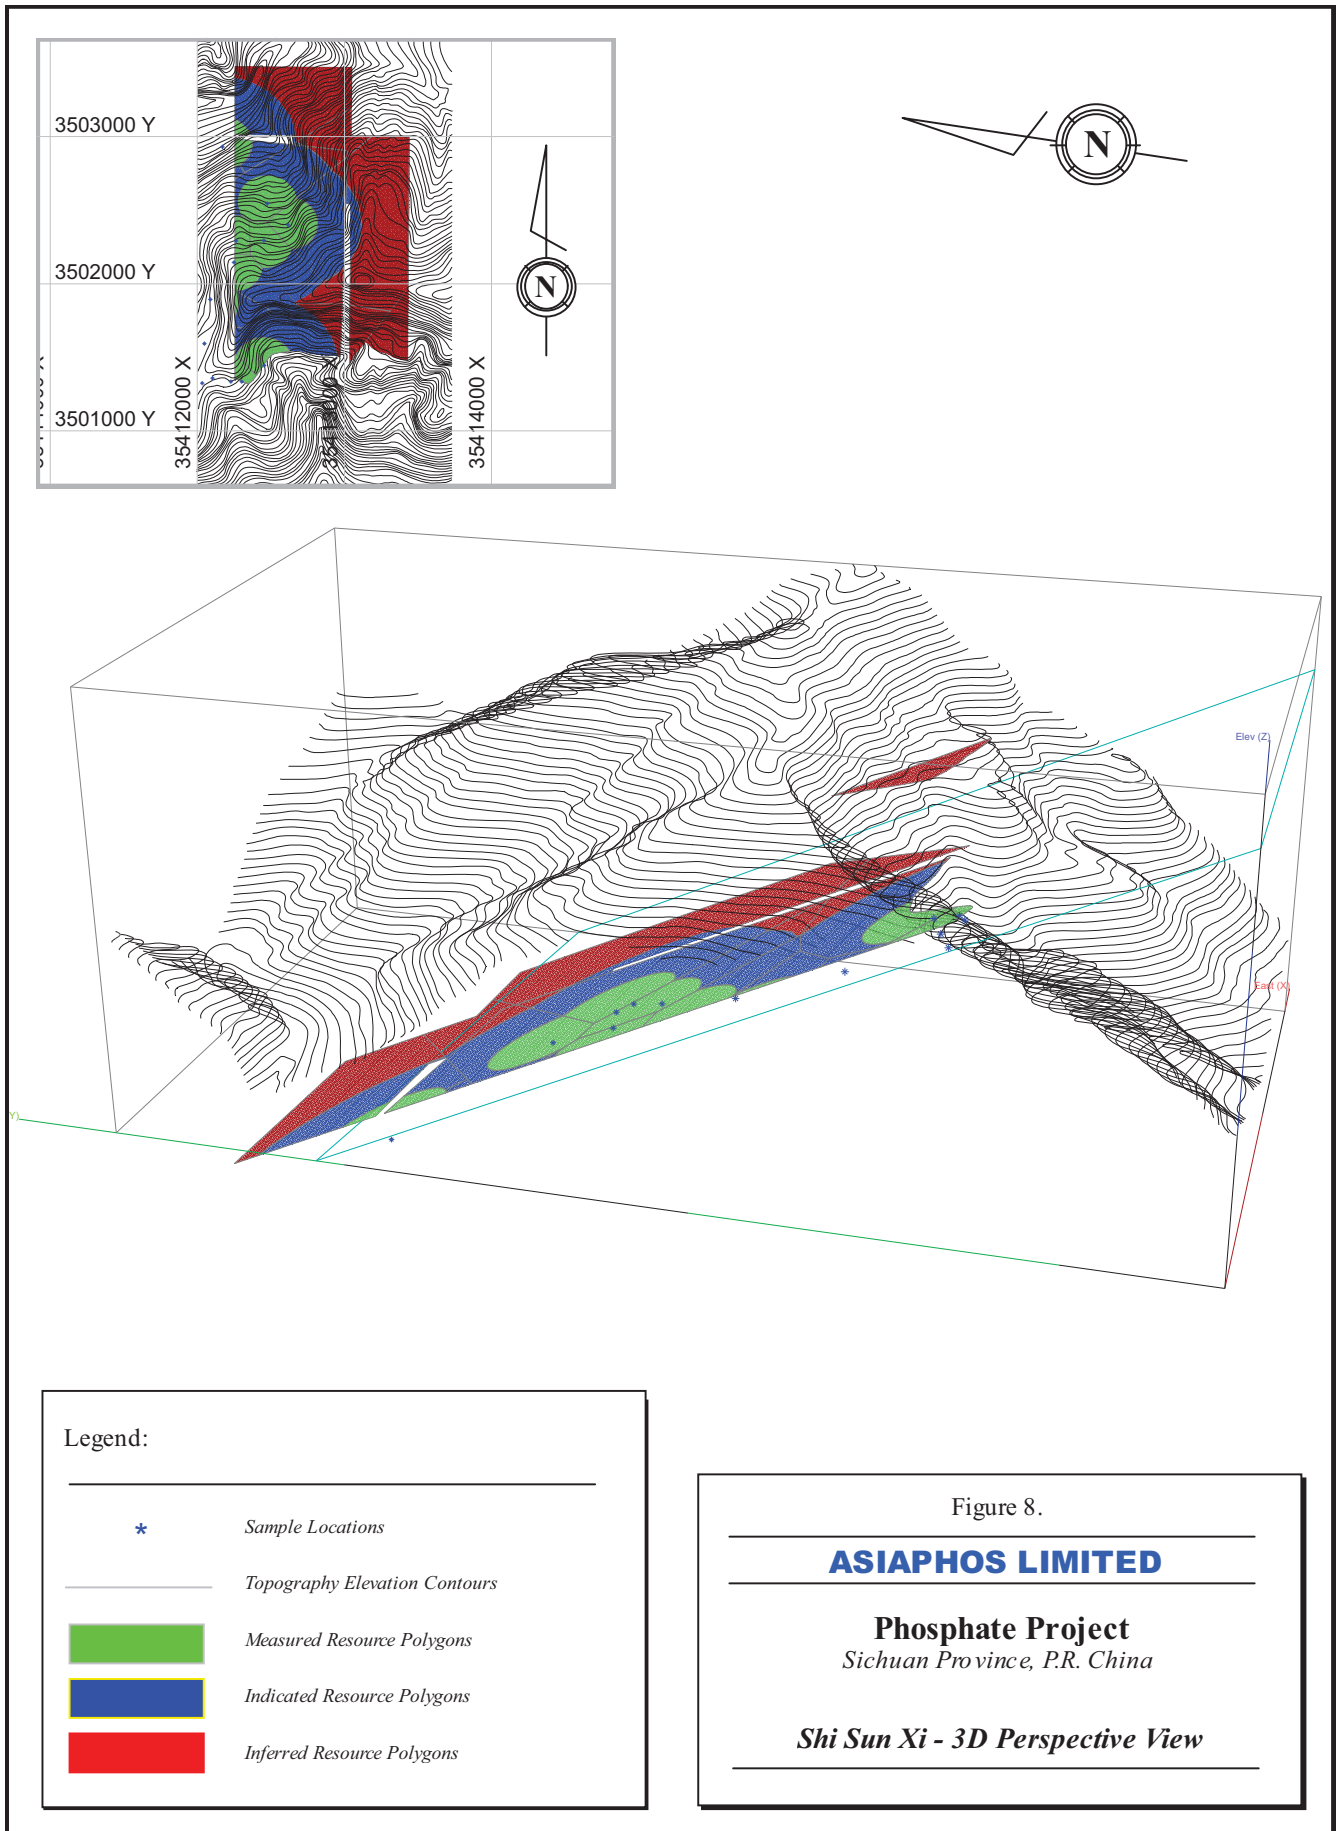 3503000 Y
3502000 Y
3501000 Y
35412000 X
35413000 X
35414000 X
N
N
Elev (Z)
East (X)
Y)
Legend:
* Sample Locations
Topography Elevation Contours
Measured Resource Polygons
Indicated Resource Polygons
Inferred Resource Polygons
Figure 8.
ASIAPHOS LIMITED
Phosphate Project
Sichuan Province, P.R. China
Shi Sun Xi - 3D Perspective View